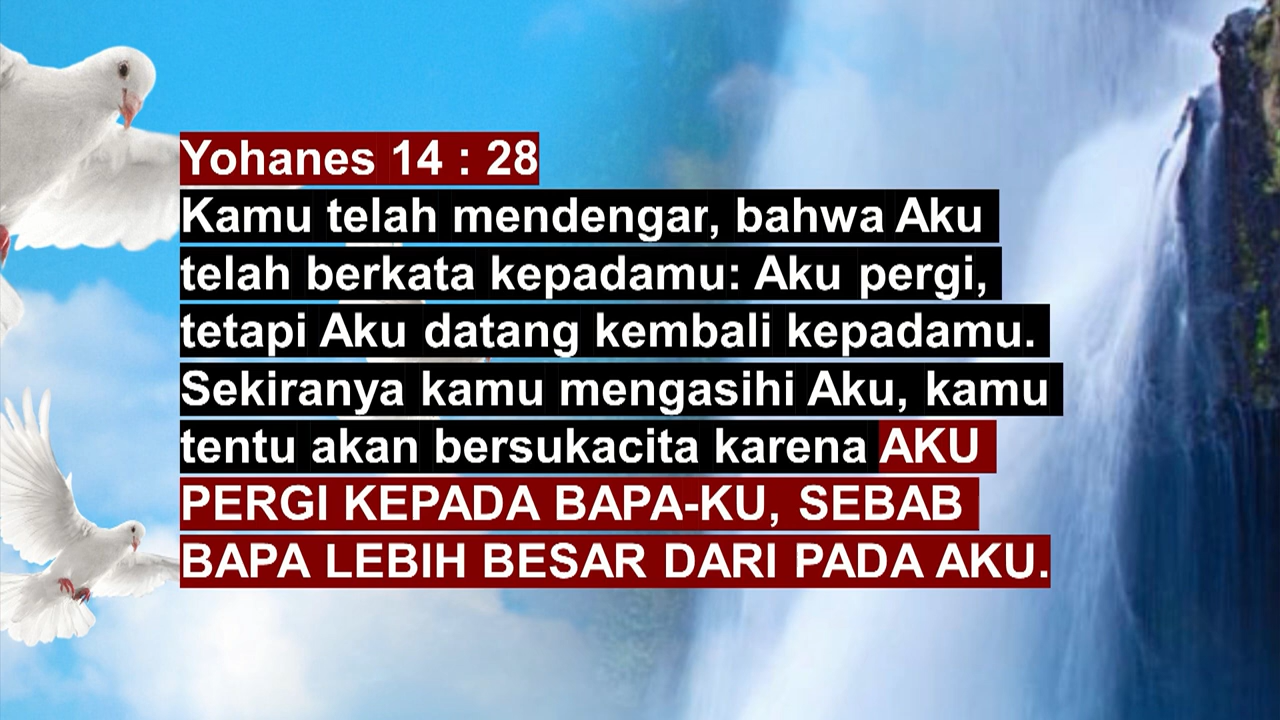 Yohanes 14 : 28
Kamu telah mendengar, bahwa Aku
telah berkata kepadamu: Aku pergi,
tetapi Aku datang kembali kepadamu.
Sekiranya kamu mengasihi Aku, kamu
tentu akan bersukacita karena AKU
PERGI KEPADA BAPA-KU, SEBAB
BAPA LEBIH BESAR DARI PADA AKU.